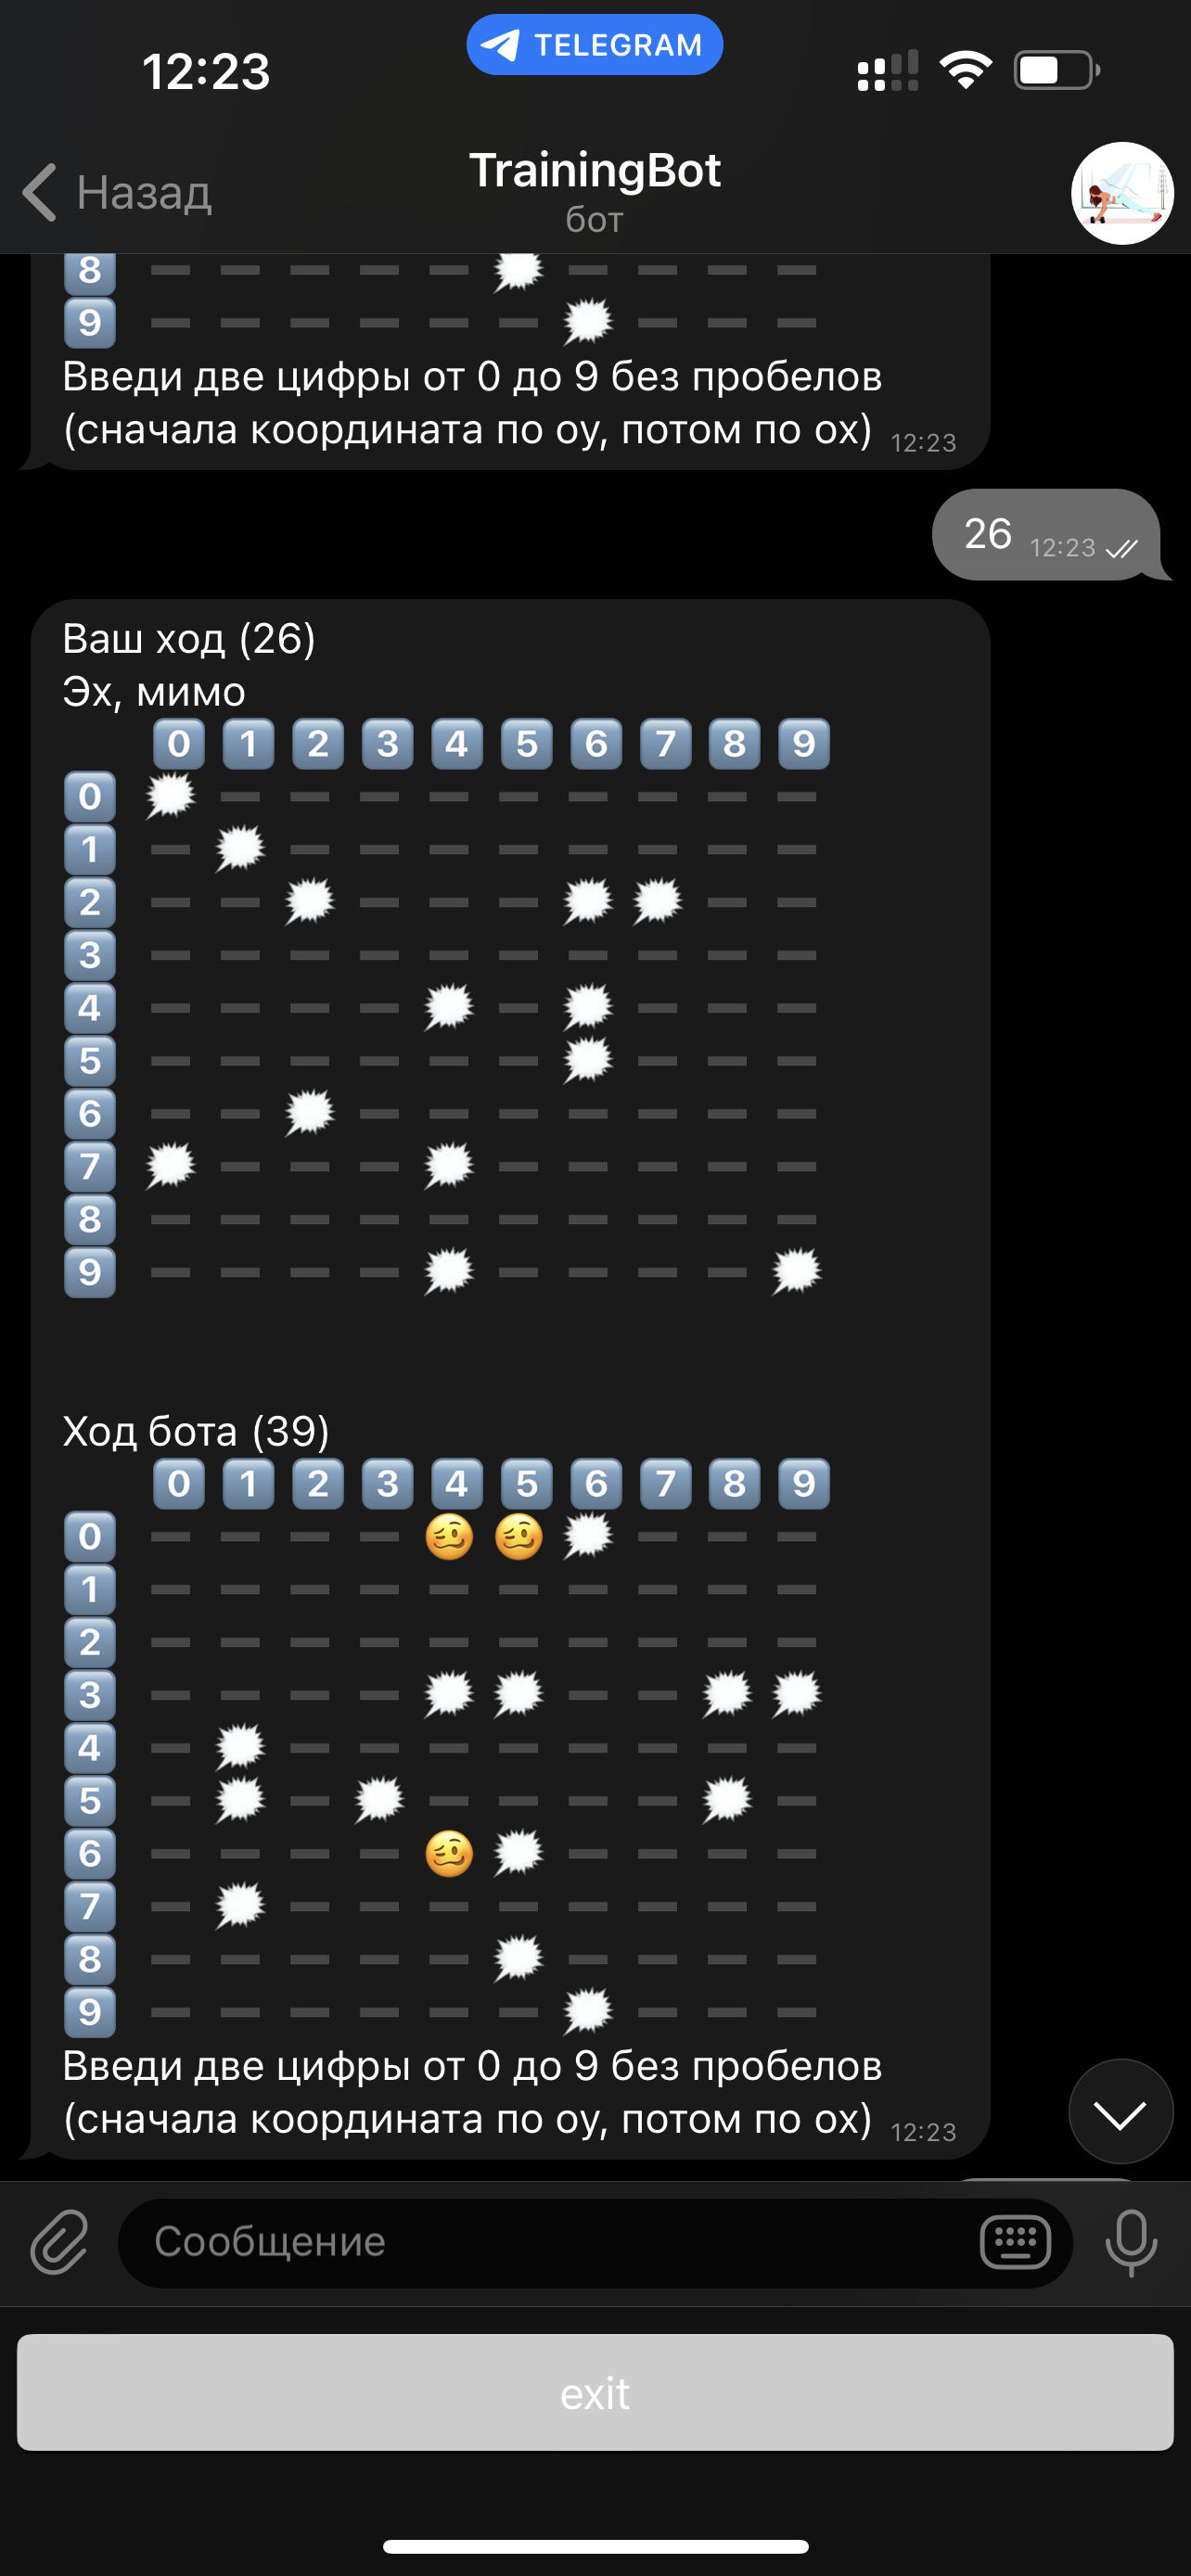 12:23
TELEGRAM
Назад
TrainingBot
бот
8
9
Введи две цифры от 0 до 9 без пробелов
(сначала координата по оу, потом по ох) 12:23
26 12:23
Ваш ход (26)
Эх, мимо
0 1 2 3 4 5 6 7 8 9
0
1
2
3
4
5
6
7
8
9
Ход бота (39)
0 1 2 3 4 5 6 7 8 9
0
1
2
3
4
5
6
7
8
9
Введи две цифры от 0 до 9 без пробелов
(сначала координата по оу, потом по ох) 12:23
Сообщение
exit